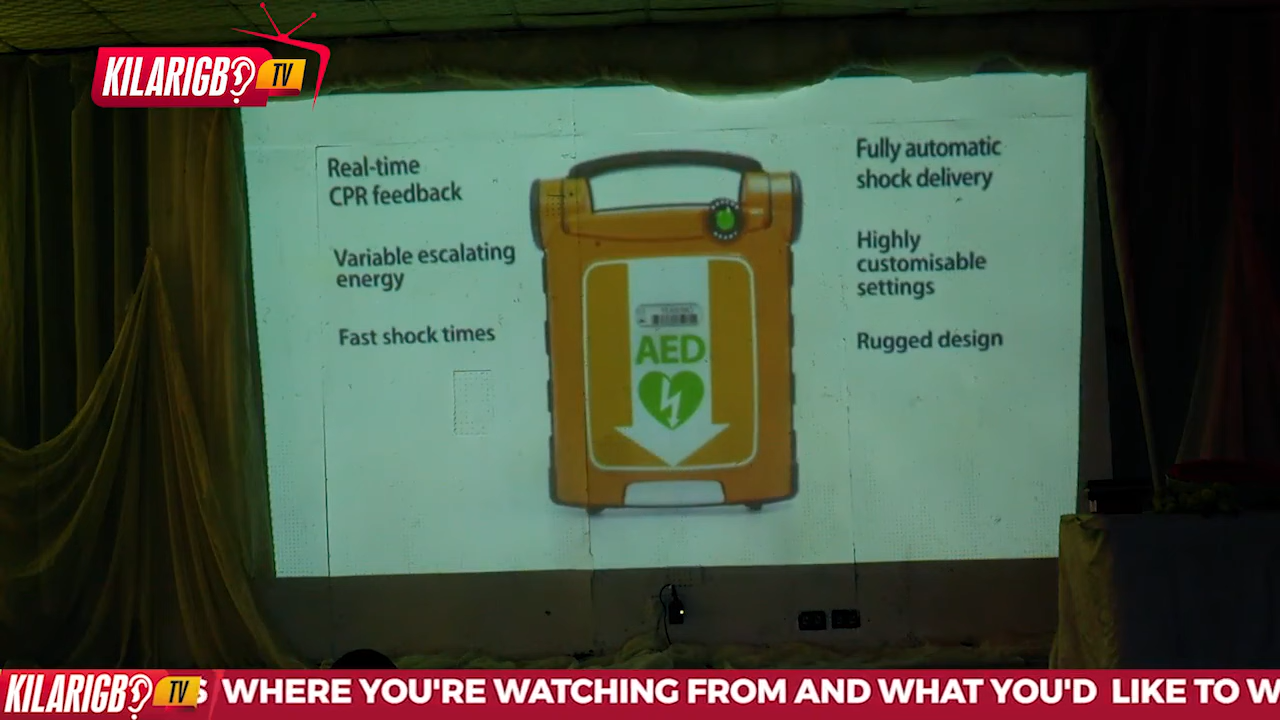 KILARIGBO TV
Real-time
CPR feedback
Variable escalating
energy
Fast shock times
Fully automatic
shock delivery
Highly
customisable
settings
Rugged design
AED
KILARIGBO TV
S WHERE YOU'RE WATCHING FROM AND WHAT YOU'D LIKE TO W